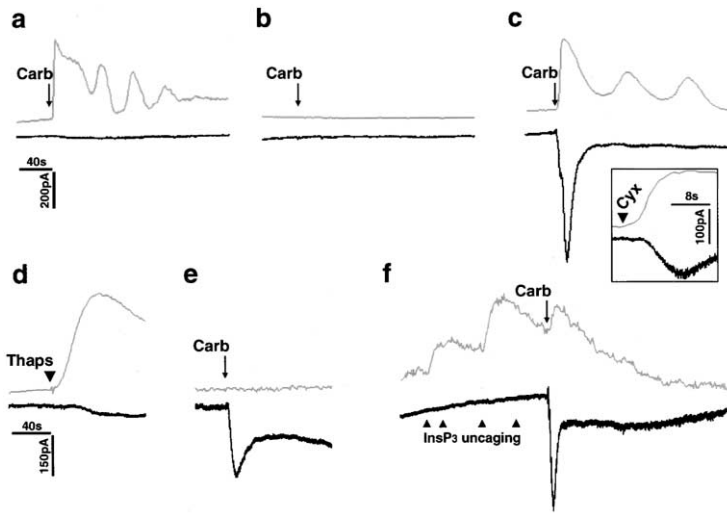 a
b
c
Carb
Carb
Carb
40s
200pA
Cyx
8s
100pA
d
e
f
Carb
Thaps
Carb
40s
150pA
InsP3 uncaging